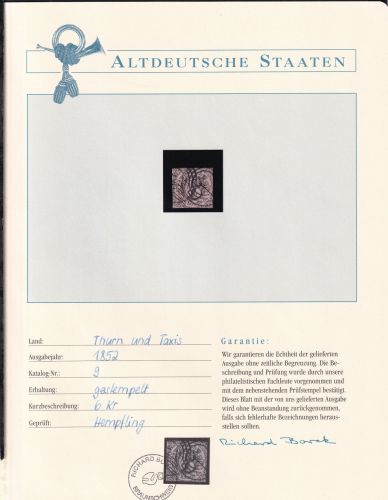 ALTDEUTSCHE STAATEN
Land: Thurn und Taxis
Ausgabejahr: 1852
Katalog-Nr.: 9
Erhaltung: gestempelt
Kurzbeschreibung: 6 Kr
Geprüft: Hempfling
Garantie:
Wir garantieren die Echtheit der gelieferten
Ausgabe ohne zeitliche Begrenzung. Die Be-
schreibung und Prüfung wurde durch unsere
philatelistischen Fachleute vorgenommen und
mit dem nebenstehenden Prüfstempel bestätigt.
Dieses Blatt mit der von uns gelieferten Ausgabe
wird ohne Beanstandung zurückgenommen,
falls sich fehlerhafte Bezeichnungen heraus-
stellen sollten.
Richard Borek
RICHARD BO
BRAUNSCHWEIG